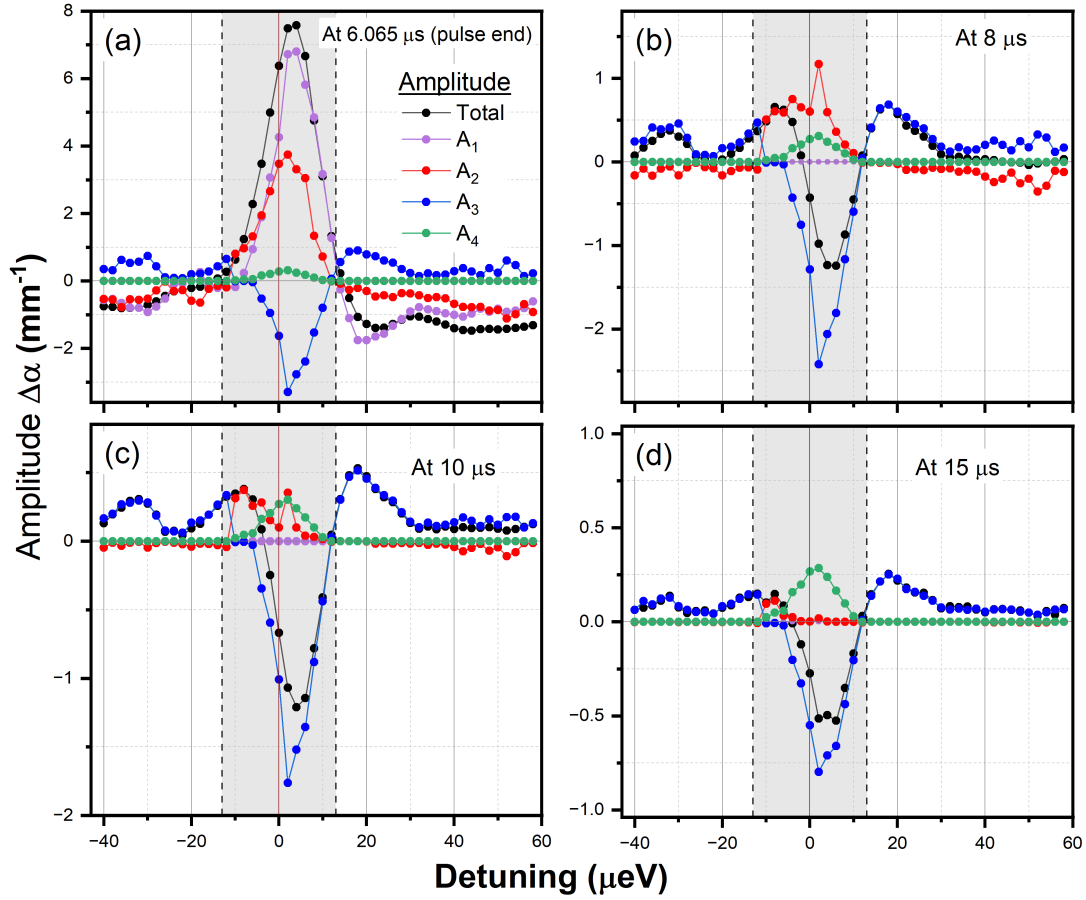 Amplitude Δα (mm⁻¹)
(a)
At 6.065 μs (pulse end)
Amplitude
Total
A₁
A₂
A₃
A₄
8
6
4
2
0
−2
(b)
At 8 μs
1
0
−1
−2
(c)
At 10 μs
0
−1
−2
−40 −20 0 20 40 60
(d)
At 15 μs
1.0
0.5
0.0
−0.5
−1.0
−40 −20 0 20 40 60
Detuning (μeV)